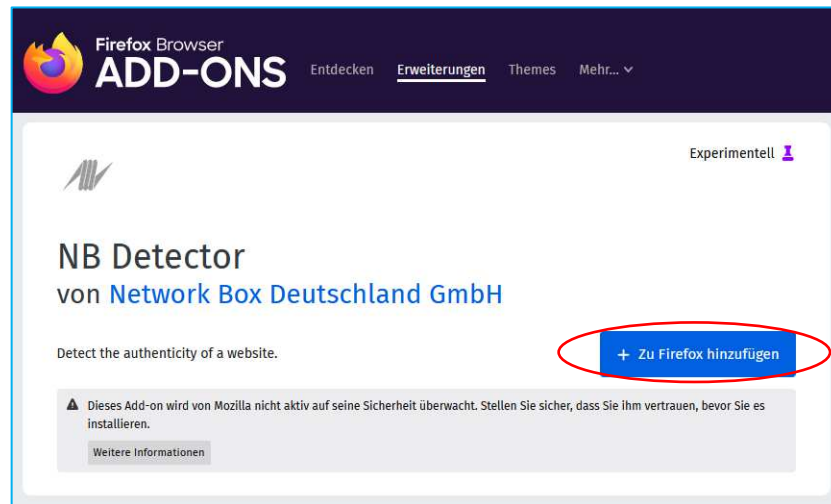 Firefox Browser
ADD-ONS
Entdecken Erweiterungen Themes Mehr...
Experimentell
NB Detector
von Network Box Deutschland GmbH
Detect the authenticity of a website.
+ Zu Firefox hinzufügen
Dieses Add-on wird von Mozilla nicht aktiv auf seine Sicherheit überwacht. Stellen Sie sicher, dass Sie ihm vertrauen, bevor Sie es
installieren.
Weitere Informationen